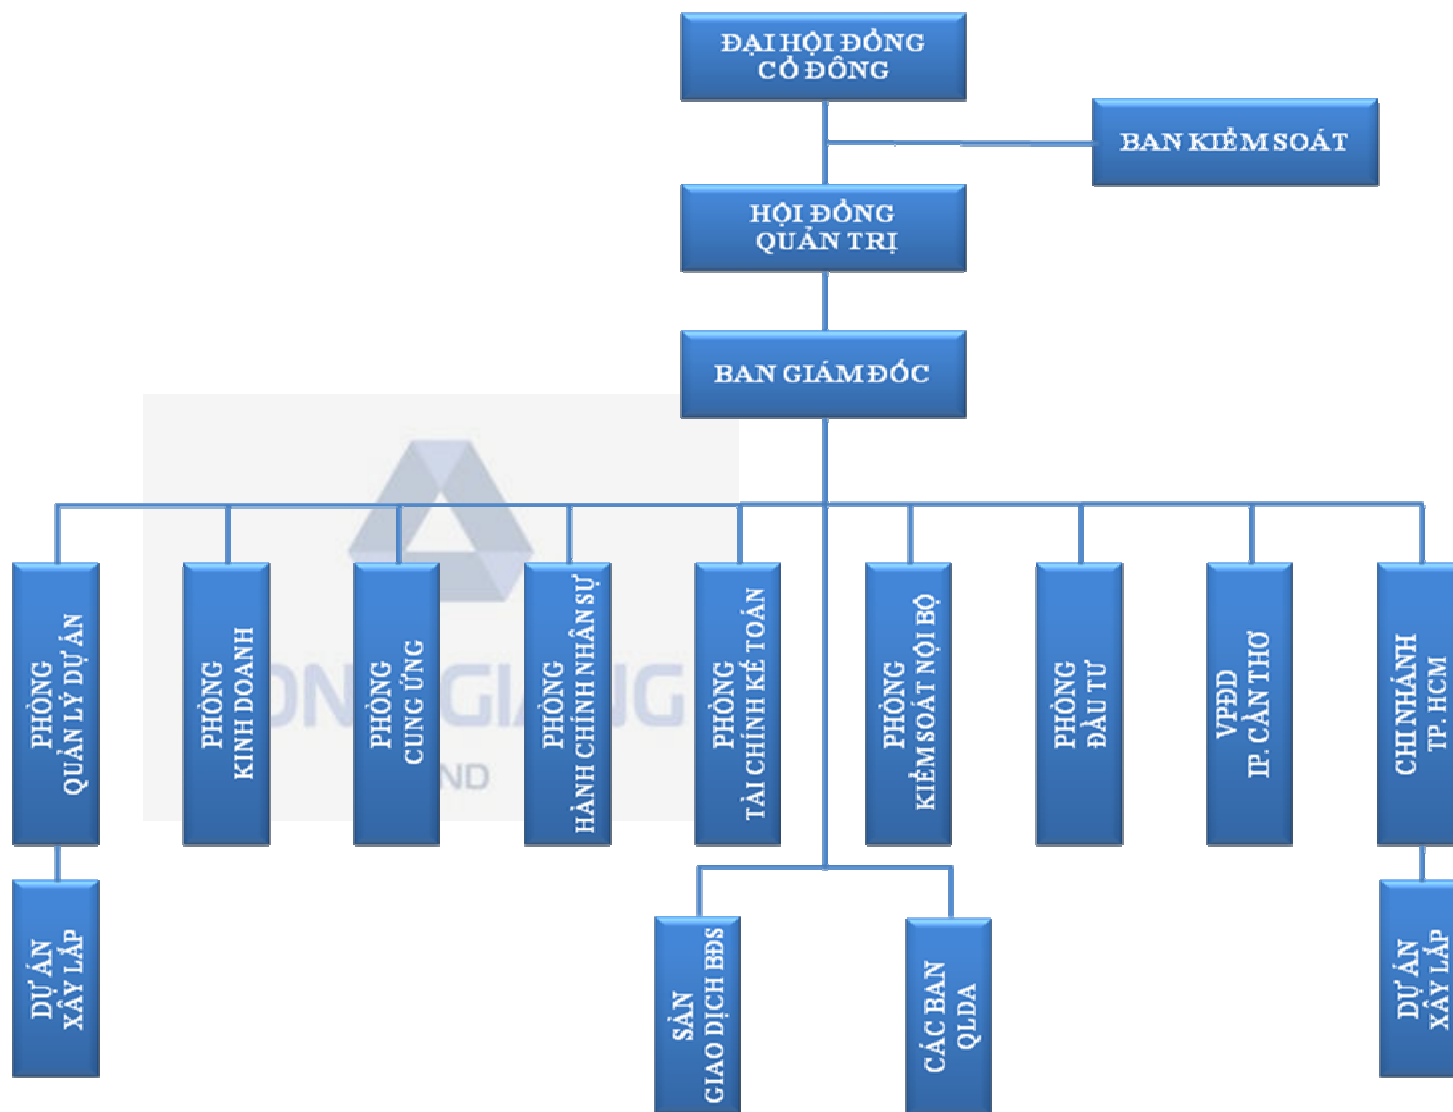 ĐẠI HỘI ĐỒNG
CỔ ĐÔNG
BAN KIỂM SOÁT
HỘI ĐỒNG
QUẢN TRỊ
BAN GIÁM ĐỐC
PHÒNG
QUẢN LÝ DỰ ÁN
PHÒNG
KINH DOANH
PHÒNG
CUNG ỨNG
PHÒNG
HÀNH CHÍNH NHÂN SỰ
PHÒNG
TÀI CHÍNH KẾ TOÁN
PHÒNG
KIỂM SOÁT NỘI BỘ
PHÒNG
ĐẦU TƯ
VPĐD
TP. CẦN THƠ
CHI NHÁNH
TP. HCM
DỰ ÁN
XÂY LẮP
SÀN
GIAO DỊCH BĐS
CÁC BAN
QLDA
DỰ ÁN
XÂY LẮP